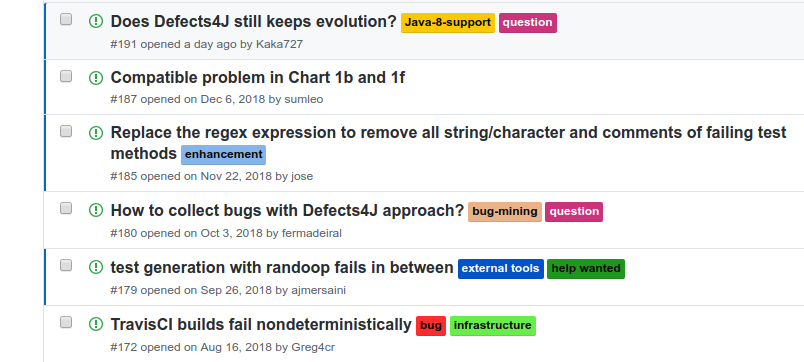 Does Defects4J still keeps evolution? Java-8-support question
#191 opened a day ago by Kaka727
Compatible problem in Chart 1b and 1f
#187 opened on Dec 6, 2018 by sumleo
Replace the regex expression to remove all string/character and comments of failing test
methods enhancement
#185 opened on Nov 22, 2018 by jose
How to collect bugs with Defects4J approach? bug-mining question
#180 opened on Oct 3, 2018 by fermadeiral
test generation with randoop fails in between external tools help wanted
#179 opened on Sep 26, 2018 by ajmersaini
TravisCI builds fail nondeterministically bug infrastructure
#172 opened on Aug 16, 2018 by Greg4cr